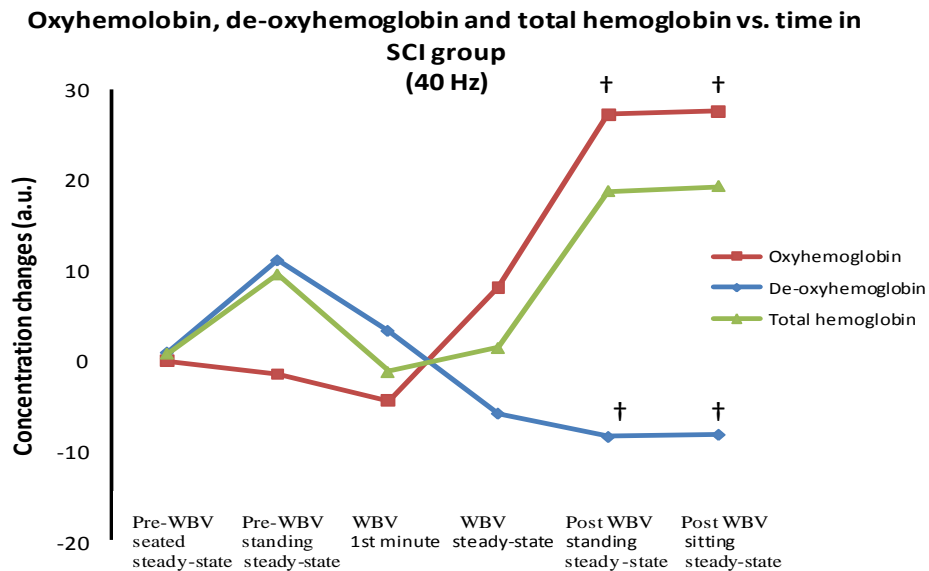 Oxyhemolobin, de-oxyhemoglobin and total hemoglobin vs. time in
SCI group
(40 Hz)
30
20
10
0
-10
-20
Concentration changes (a.u.)
† †
† †
Oxyhemoglobin
De-oxyhemoglobin
Total hemoglobin
Pre-WBV
seated
steady-state
Pre-WBV
standing
steady-state
WBV
1st minute
WBV
steady-state
Post WBV
standing
steady-state
Post WBV
sitting
steady-state